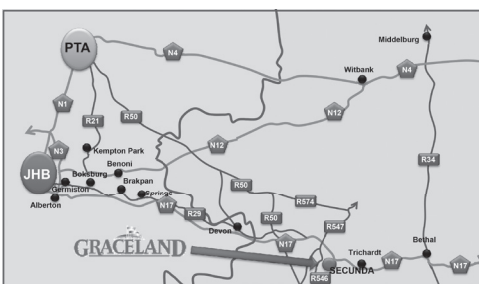 Middelburg
PTA
N4
Witbank
N4
N1
R21
R50
N12
N12
N3
Kempton Park
R34
JHB
Benoni
Boksburg
Germiston
Brakpan
R50
Alberton
Springs
N17
R29
R574
R50
R547
Devon
Bethal
GRACELAND
N17
Trichardt
N17
N17
SECUNDA
R546